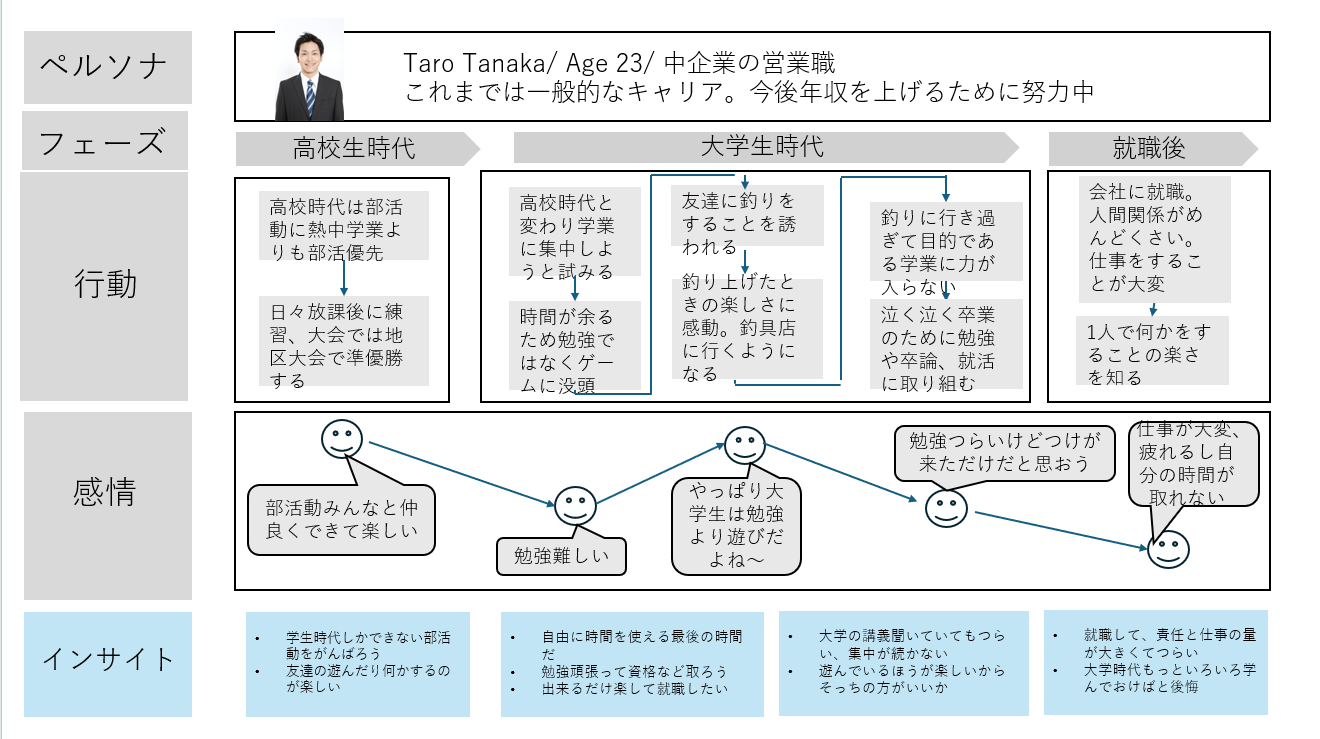 ペルソナ
Taro Tanaka/ Age 23/ 中企業の営業職
これまでは一般的なキャリア。今後年収を上げるために努力中
フェーズ
高校生時代
大学生時代
就職後
行動
高校時代は部活
動に熱中学業よ
りも部活優先
日々放課後に練
習、大会では地
区大会で準優勝
する
高校時代と
変わり学業
に集中しよ
うと試みる
時間が余る
ため勉強で
はなくゲー
ムに没頭
友達に釣りを
することを誘
われる
釣り上げたと
きの楽しさに
感動。釣具店
に行くように
なる
釣りに行き過
ぎて目的であ
る学業に力が
入らない
泣く泣く卒業
のために勉強
や卒論、就活
に取り組む
会社に就職。
人間関係がめ
んどくさい。
仕事をするこ
とが大変
1人で何かをす
ることの楽さ
を知る
感情
部活動みんなと仲
良くできて楽しい
勉強難しい
やっぱり大
学生は勉強
より遊びだ
よね～
勉強つらいけどつけが
来ただけだと思おう
仕事が大変、
疲れるし自
分の時間が
取れない
インサイト
• 学生時代しかできない部活
動をがんばろう
• 友達の遊んだり何かするの
が楽しい
• 自由に時間を使える最後の時間
だ
• 勉強頑張って資格など取ろう
• 出来るだけ楽して就職したい
• 大学の講義聞いていてもつら
い、集中が続かない
• 遊んでいるほうが楽しいから
そっちの方がいいか
• 就職して、責任と仕事の量
が大きくてつらい
• 大学時代もっといろいろ学
んでおけばと後悔